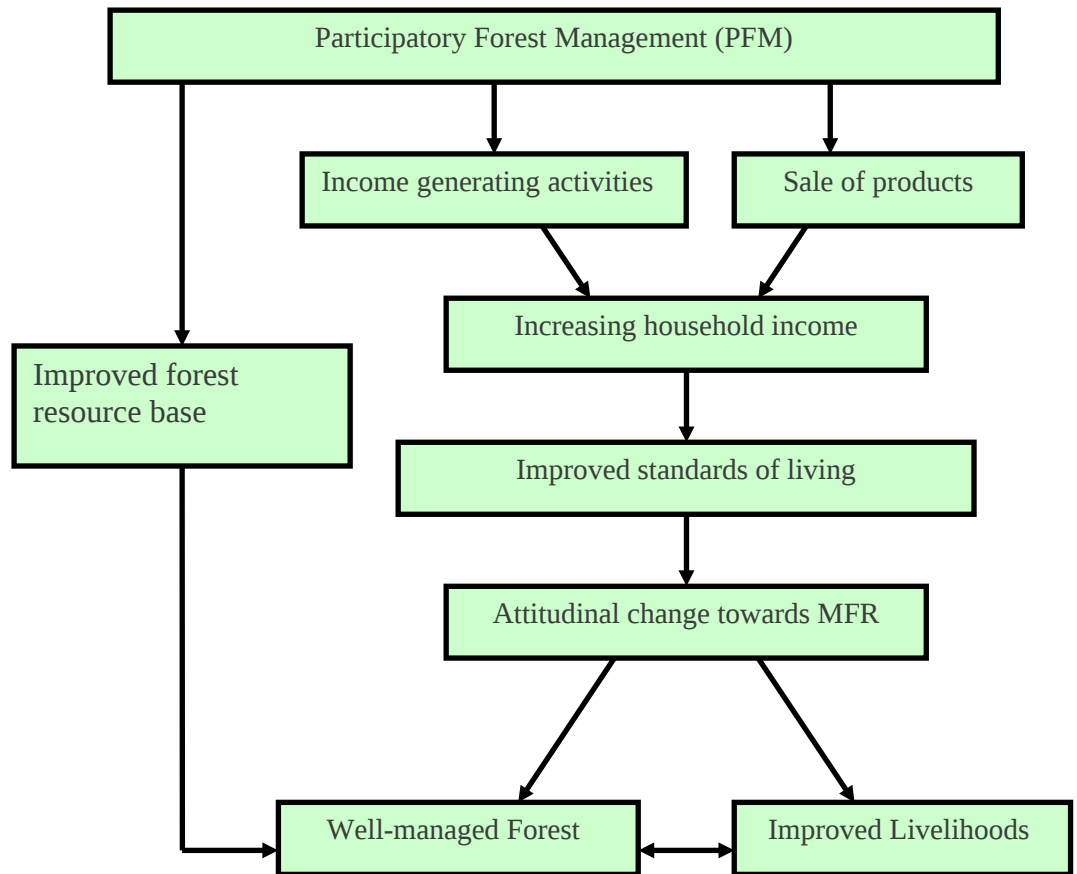 Participatory Forest Management (PFM)
Income generating activities
Sale of products
Increasing household income
Improved forest
resource base
Improved standards of living
Attitudinal change towards MFR
Well-managed Forest
Improved Livelihoods